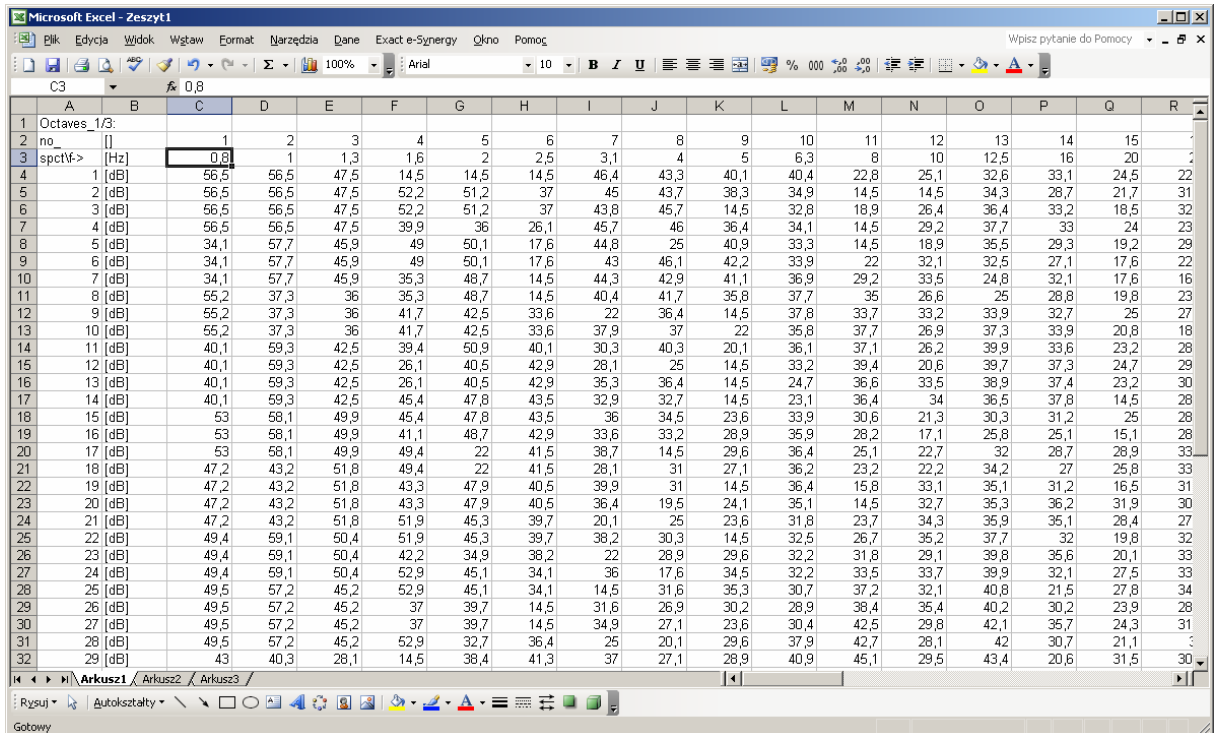 Microsoft Excel - Zeszyt1
Plik Edycja Widok Wstaw Format Narzędzia Dane Exact e-Synergy Okno Pomoc Wpisz pytanie do Pomocy
100% Arial 10 B I U % 000
C3 fx 0,8
A B C D E F G H I J K L M N O P Q R
1 Octaves_1/3:
2 no_ [] 1 2 3 4 5 6 7 8 9 10 11 12 13 14 15
3 spct\f-> [Hz] 0,8 1 1,3 1,6 2 2,5 3,1 4 5 6,3 8 10 12,5 16 20
4 1 [dB] 56,5 56,5 47,5 14,5 14,5 14,5 46,4 43,3 40,1 40,4 22,8 25,1 32,6 33,1 24,5 22
5 2 [dB] 56,5 56,5 47,5 52,2 51,2 37 45 43,7 38,3 34,9 14,5 14,5 34,3 28,7 21,7 31
6 3 [dB] 56,5 56,5 47,5 52,2 51,2 37 43,8 45,7 14,5 32,8 18,9 26,4 36,4 33,2 18,5 32
7 4 [dB] 56,5 56,5 47,5 39,9 36 26,1 45,7 46 36,4 34,1 14,5 29,2 37,7 33 24 23
8 5 [dB] 34,1 57,7 45,9 49 50,1 17,6 44,8 25 40,9 33,3 14,5 18,9 35,5 29,3 19,2 29
9 6 [dB] 34,1 57,7 45,9 49 50,1 17,6 43 46,1 42,2 33,9 22 32,1 32,5 27,1 17,6 22
10 7 [dB] 34,1 57,7 45,9 35,3 48,7 14,5 44,3 42,9 41,1 36,9 29,2 33,5 24,8 32,1 17,6 16
11 8 [dB] 55,2 37,3 36 35,3 48,7 14,5 40,4 41,7 35,8 37,7 35 26,6 25 28,8 19,8 23
12 9 [dB] 55,2 37,3 36 41,7 42,5 33,6 22 36,4 14,5 37,8 33,7 33,2 33,9 32,7 25 27
13 10 [dB] 55,2 37,3 36 41,7 42,5 33,6 37,9 37 22 35,8 37,7 26,9 37,3 33,9 20,8 18
14 11 [dB] 40,1 59,3 42,5 39,4 50,9 40,1 30,3 40,3 20,1 36,1 37,1 26,2 39,9 33,6 23,2 28
15 12 [dB] 40,1 59,3 42,5 26,1 40,5 42,9 28,1 25 14,5 33,2 39,4 20,6 39,7 37,3 24,7 29
16 13 [dB] 40,1 59,3 42,5 26,1 40,5 42,9 35,3 36,4 14,5 24,7 36,6 33,5 38,9 37,4 23,2 30
17 14 [dB] 40,1 59,3 42,5 45,4 47,8 43,5 32,9 32,7 14,5 23,1 36,4 34 36,5 37,8 14,5 28
18 15 [dB] 53 58,1 49,9 45,4 47,8 43,5 36 34,5 23,6 33,9 30,6 21,3 30,3 31,2 25 28
19 16 [dB] 53 58,1 49,9 41,1 48,7 42,9 33,6 33,2 28,9 35,9 28,2 17,1 25,8 25,1 15,1 28
20 17 [dB] 53 58,1 49,9 49,4 22 41,5 38,7 14,5 29,6 36,4 25,1 22,7 32 28,7 28,9 33
21 18 [dB] 47,2 43,2 51,8 49,4 22 41,5 28,1 31 27,1 36,2 23,2 22,2 34,2 27 25,8 33
22 19 [dB] 47,2 43,2 51,8 43,3 47,9 40,5 39,9 31 14,5 36,4 15,8 33,1 35,1 31,2 16,5 31
23 20 [dB] 47,2 43,2 51,8 43,3 47,9 40,5 36,4 19,5 24,1 35,1 14,5 32,7 35,3 36,2 31,9 30
24 21 [dB] 47,2 43,2 51,8 51,9 45,3 39,7 20,1 25 23,6 31,8 23,7 34,3 35,9 35,1 28,4 27
25 22 [dB] 49,4 59,1 50,4 51,9 45,3 39,7 38,2 30,3 14,5 32,5 26,7 35,2 37,7 32 19,8 32
26 23 [dB] 49,4 59,1 50,4 42,2 34,9 38,2 22 28,9 29,6 32,2 31,8 29,1 39,8 35,6 20,1 33
27 24 [dB] 49,4 59,1 50,4 52,9 45,1 34,1 36 17,6 34,5 32,2 33,5 33,7 39,9 32,1 27,5 33
28 25 [dB] 49,5 57,2 45,2 52,9 45,1 34,1 14,5 31,6 35,3 30,7 37,2 32,1 40,8 21,5 27,8 34
29 26 [dB] 49,5 57,2 45,2 37 39,7 14,5 31,6 26,9 30,2 28,9 38,4 35,4 40,2 30,2 23,9 28
30 27 [dB] 49,5 57,2 45,2 37 39,7 14,5 34,9 27,1 23,6 30,4 42,5 29,8 42,1 35,7 24,3 31
31 28 [dB] 49,5 57,2 45,2 52,9 32,7 36,4 25 20,1 29,6 37,9 42,7 28,1 42 30,7 21,1
32 29 [dB] 43 40,3 28,1 14,5 38,4 41,3 37 27,1 28,9 40,9 45,1 29,5 43,4 20,6 31,5 30
Arkusz1 Arkusz2 Arkusz3
Rysuj Autokształty
Gotowy